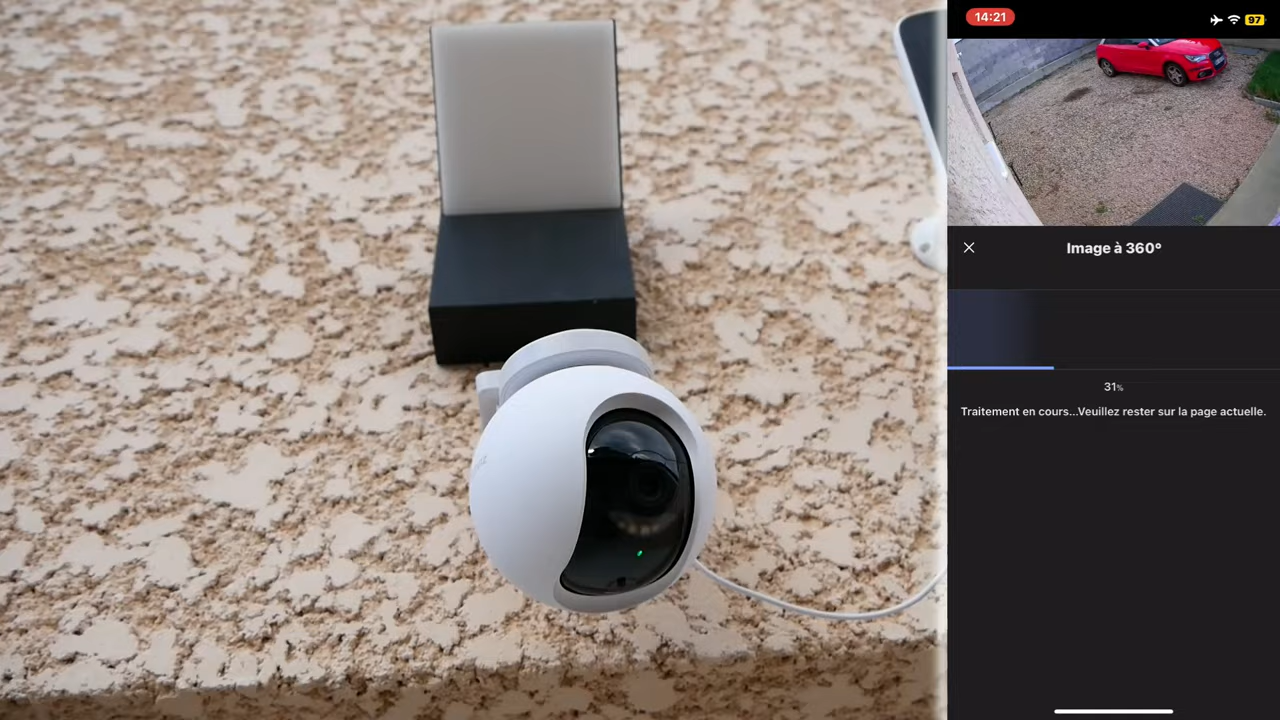 14:21
97
Image à 360°
31%
Traitement en cours...Veuillez rester sur la page actuelle.